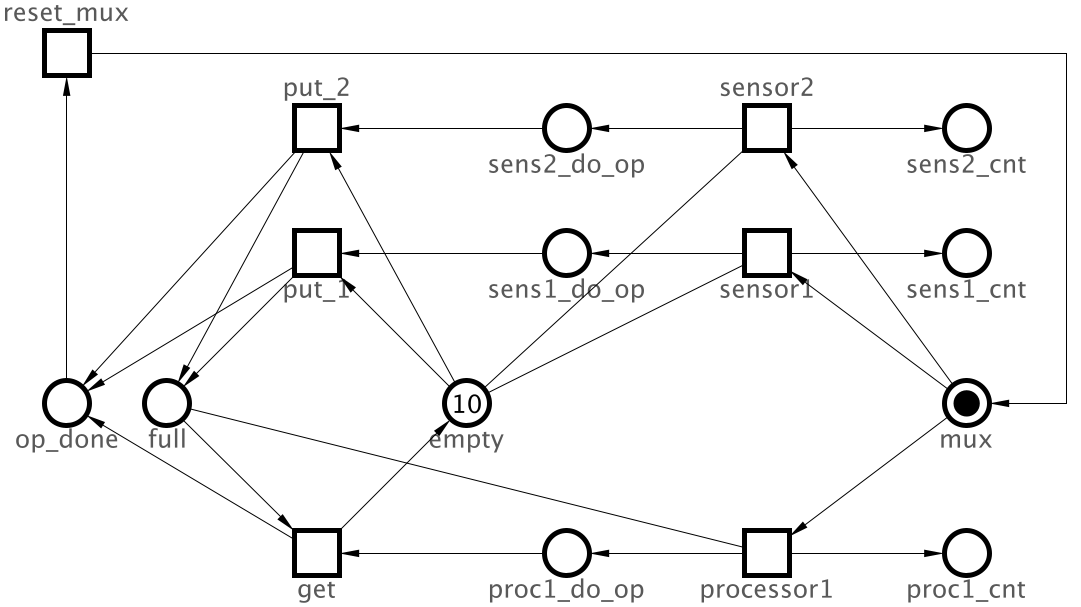 reset_mux
put_2
sensor2
sens2_do_op
sens2_cnt
put_1
sens1_do_op
sensor1
sens1_cnt
10
op_done
full
empty
mux
get
proc1_do_op
processor1
proc1_cnt